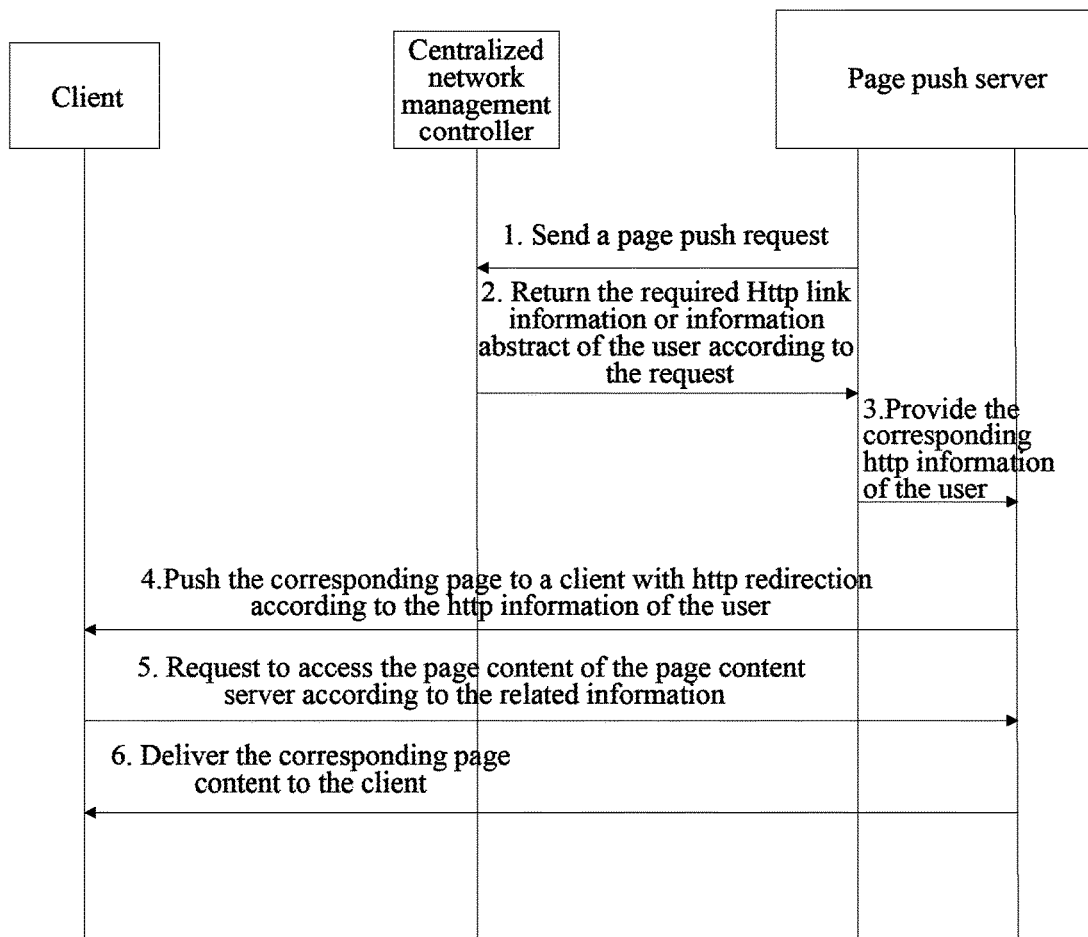 Client
Centralized
network
management
controller
Page push server
1. Send a page push request
2. Return the required Http link
information or information
abstract of the user according to
the request
3.Provide the
corresponding
http information
of the user
4.Push the corresponding page to a client with http redirection
according to the http information of the user
5. Request to access the page content of the page content
server according to the related information
6. Deliver the corresponding page
content to the client